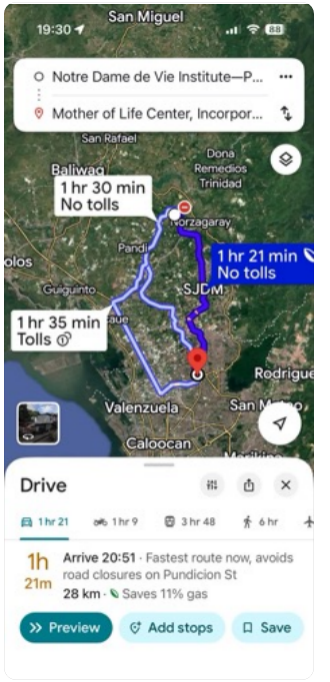 San Miguel
19:30
88
Notre Dame de Vie Institute—P...
Mother of Life Center, Incorpor...
San Rafael
Dona
Remedios
Trinidad
Baliwag
1 hr 30 min
No tolls
Norzagaray
Pandi
1 hr 21 min
No tolls
olos
Guiguinto
SJDM
1 hr 35 min
Tolls
aue
Rodrigue
Valenzuela
San Mateo
Caloocan
Marikina
Drive
1 hr 21
1 hr 9
3 hr 48
6 hr
1h
21m
Arrive 20:51 · Fastest route now, avoids
road closures on Pundicion St
28 km · Saves 11% gas
Preview
Add stops
Save